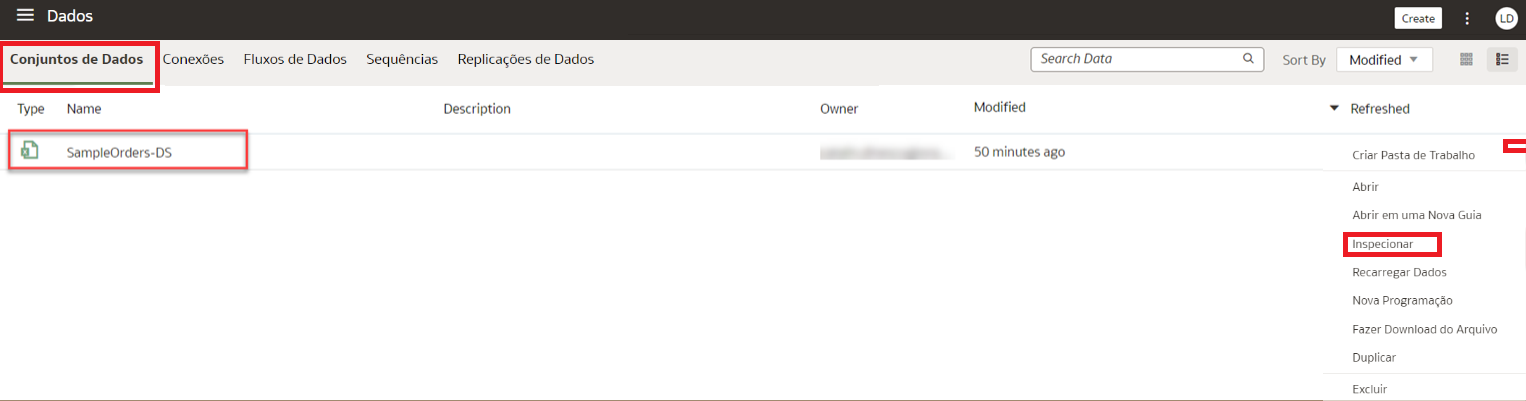 Dados
Create
LD
Conjuntos de Dados Conexões Fluxos de Dados Sequências Replicações de Dados
Search Data
Sort By Modified
Type Name Description Owner Modified Refreshed
SampleOrders-DS 50 minutes ago
Criar Pasta de Trabalho
Abrir
Abrir em uma Nova Guia
Inspecionar
Recarregar Dados
Nova Programação
Fazer Download do Arquivo
Duplicar
Excluir